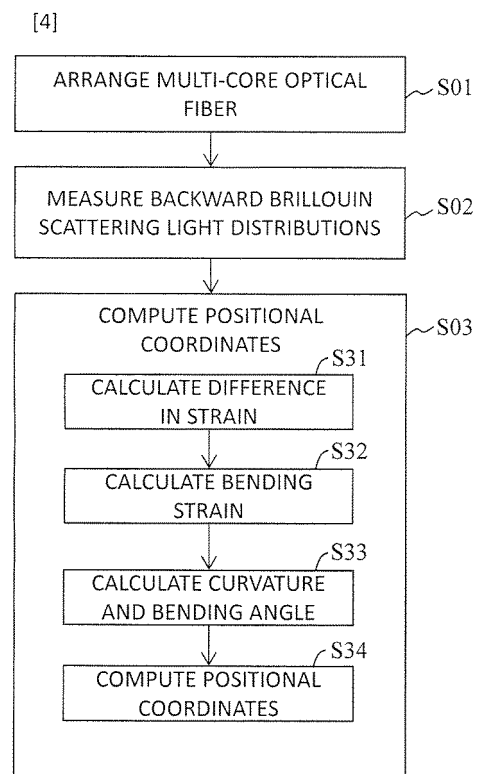 [4]
ARRANGE MULTI-CORE OPTICAL
FIBER
S01
MEASURE BACKWARD BRILLOUIN
SCATTERING LIGHT DISTRIBUTIONS
S02
COMPUTE POSITIONAL
COORDINATES
S03
S31
CALCULATE DIFFERENCE
IN STRAIN
S32
CALCULATE BENDING
STRAIN
S33
CALCULATE CURVATURE
AND BENDING ANGLE
S34
COMPUTE POSITIONAL
COORDINATES